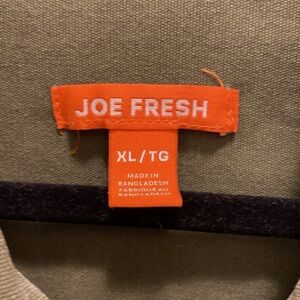 JOE FRESH
XL/TG
MADE IN
BANGLADESH
FABRIQUÉ AU
BANGLADESH